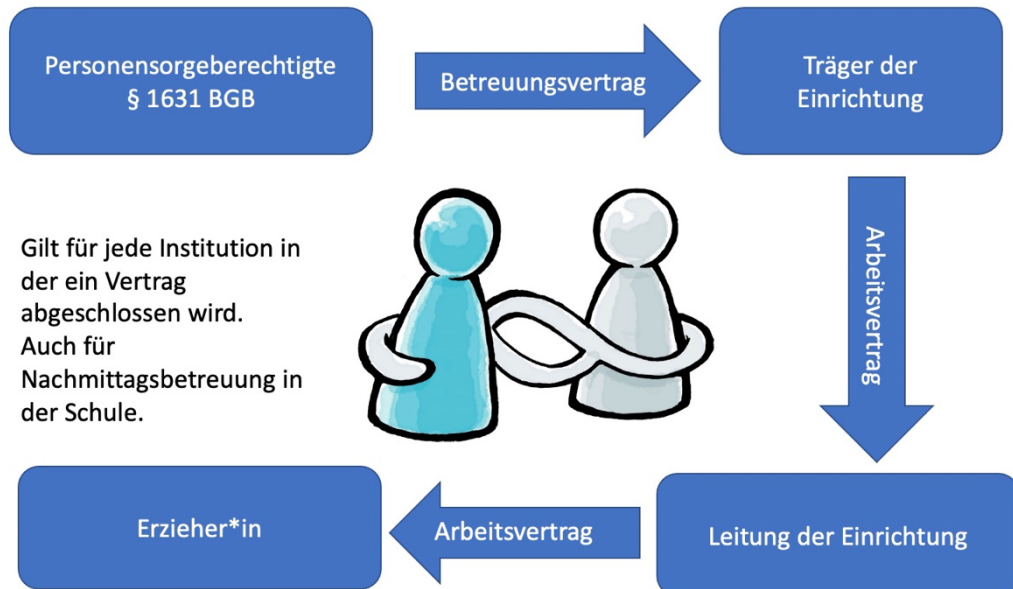 Personensorgeberechtigte
§ 1631 BGB
Betreuungsvertrag
Träger der
Einrichtung
Gilt für jede Institution in
der ein Vertrag
abgeschlossen wird.
Auch für
Nachmittagsbetreuung in
der Schule.
Arbeitsvertrag
Erzieher*in
Arbeitsvertrag
Leitung der Einrichtung